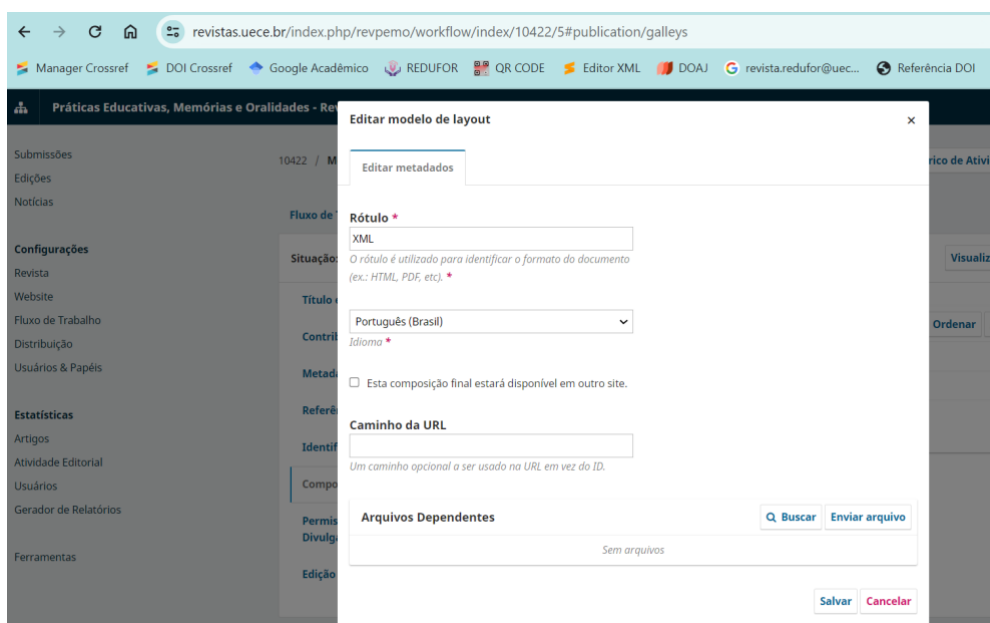 revistas.uece.br/index.php/revpemo/workflow/index/10422/5#publication/galleys
Manager Crossref DOI Crossref Google Acadêmico REDUFOR QR CODE Editor XML DOAJ revista.redufor@uec... Referência DOI
Práticas Educativas, Memórias e Oralidades - Rev
Editar modelo de layout
Editar metadados
Submissões
Edições
Notícias
Configurações
Revista
Website
Fluxo de Trabalho
Distribuição
Usuários & Papéis
Estatísticas
Artigos
Atividade Editorial
Usuários
Gerador de Relatórios
Ferramentas
10422 / M
Fluxo de
Situação:
Título
Contrib
Metada
Referê
Identif
Compo
Permis
Divulga
Edição
Rótulo *
XML
O rótulo é utilizado para identificar o formato do documento
(ex.: HTML, PDF, etc). *
Português (Brasil)
Idioma *
Esta composição final estará disponível em outro site.
Caminho da URL
Um caminho opcional a ser usado na URL em vez do ID.
Arquivos Dependentes
Buscar Enviar arquivo
Sem arquivos
Salvar Cancelar
rico de Ativi
Visualiz
Ordenar